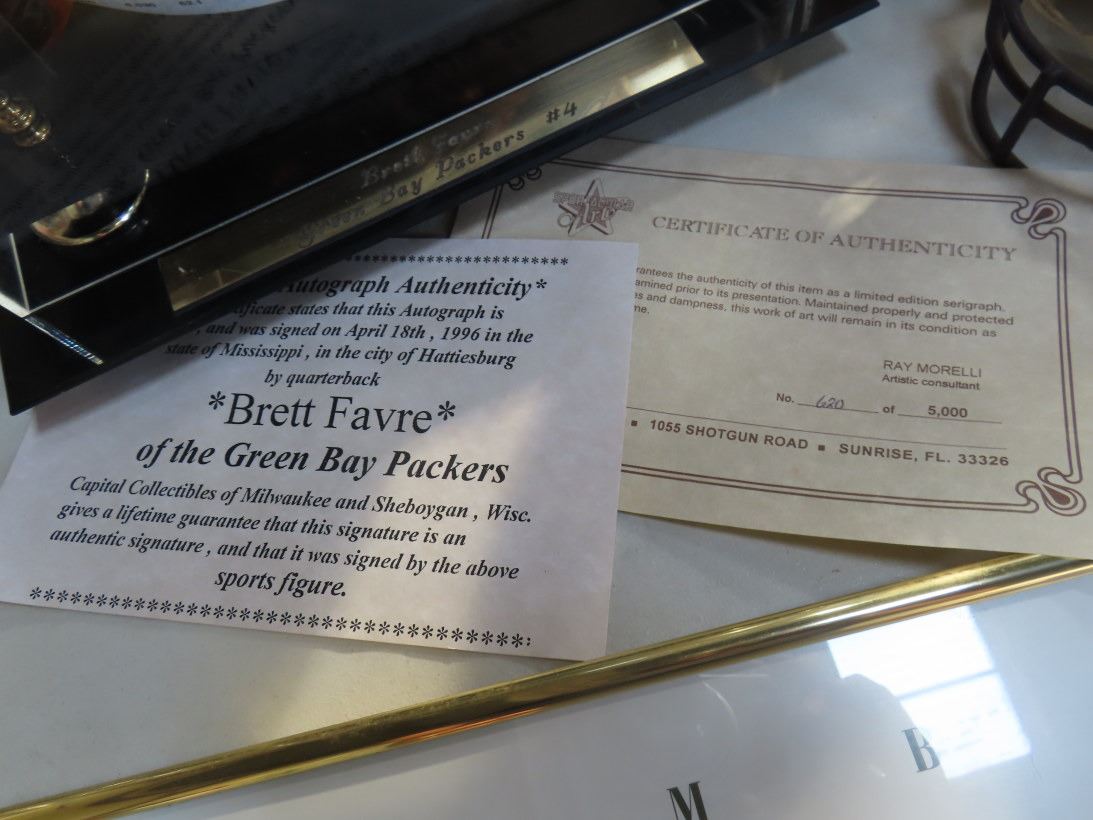 Brett Favre
Green Bay Packers #4
**********************
Autograph Authenticity*
ificate states that this Autograph is
, and was signed on April 18th , 1996 in the
state of Mississippi , in the city of Hattiesburg
by quarterback
*Brett Favre*
of the Green Bay Packers
Capital Collectibles of Milwaukee and Sheboygan , Wisc.
gives a lifetime guarantee that this signature is an
authentic signature , and that it was signed by the above
sports figure.
****************************************:
Art
CERTIFICATE OF AUTHENTICITY
rantees the authenticity of this item as a limited edition serigraph.
amined prior to its presentation. Maintained properly and protected
es and dampness, this work of art will remain in its condition as
me.
RAY MORELLI
Artistic consultant
No. 620 of 5,000
▪ 1055 SHOTGUN ROAD ▪ SUNRISE, FL. 33326
M B